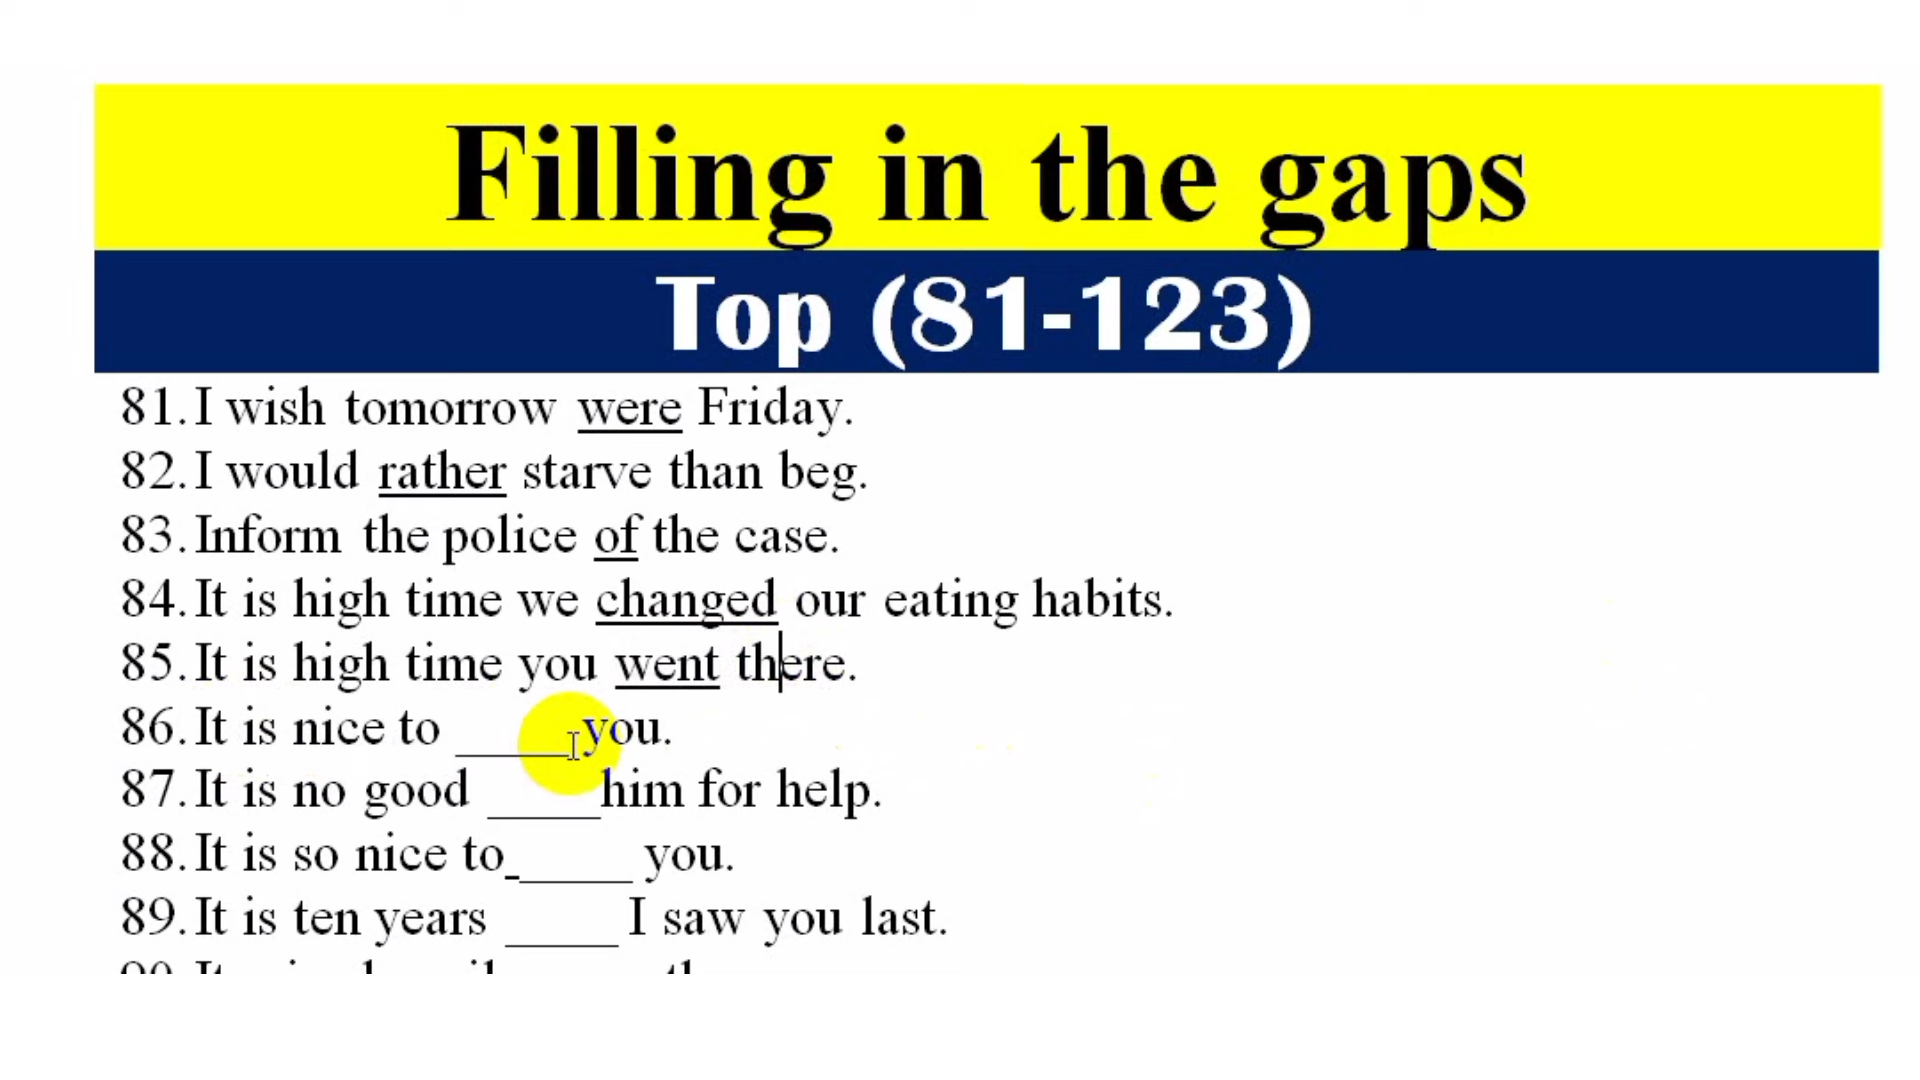 Filling in the gaps
Top (81-123)
81. I wish tomorrow were Friday.
82. I would rather starve than beg.
83. Inform the police of the case.
84. It is high time we changed our eating habits.
85. It is high time you went there.
86. It is nice to _____ you.
87. It is no good _____ him for help.
88. It is so nice to _____ you.
89. It is ten years _____ I saw you last.